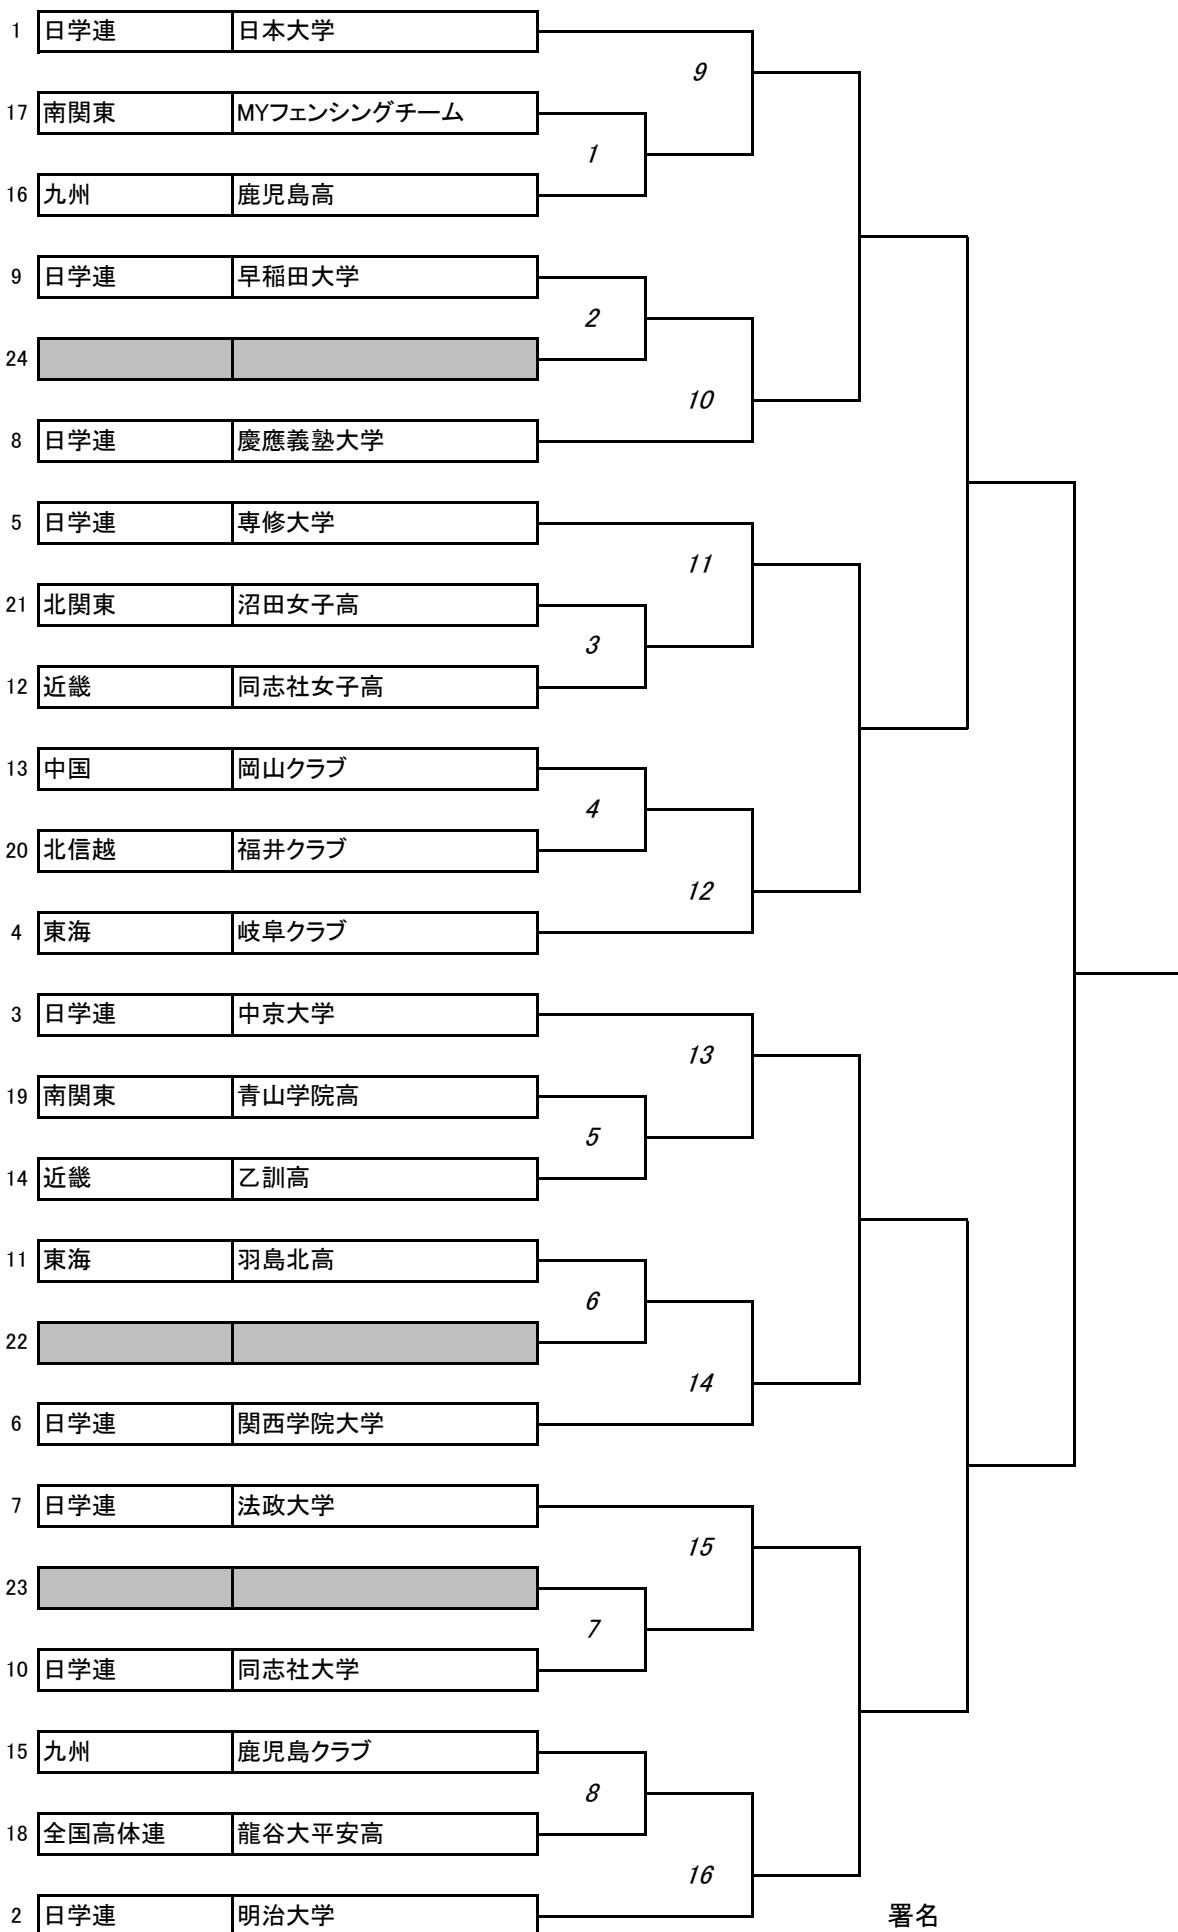 1 日学連 日本大学
9
17 南関東 MYフェンシングチーム
1
16 九州 鹿児島高
9 日学連 早稲田大学
2
24
10
8 日学連 慶應義塾大学
5 日学連 専修大学
11
21 北関東 沼田女子高
3
12 近畿 同志社女子高
13 中国 岡山クラブ
4
20 北信越 福井クラブ
12
4 東海 岐阜クラブ
3 日学連 中京大学
13
19 南関東 青山学院高
5
14 近畿 乙訓高
11 東海 羽島北高
6
22
14
6 日学連 関西学院大学
7 日学連 法政大学
15
23
7
10 日学連 同志社大学
15 九州 鹿児島クラブ
8
18 全国高体連 龍谷大平安高
16
2 日学連 明治大学 署名